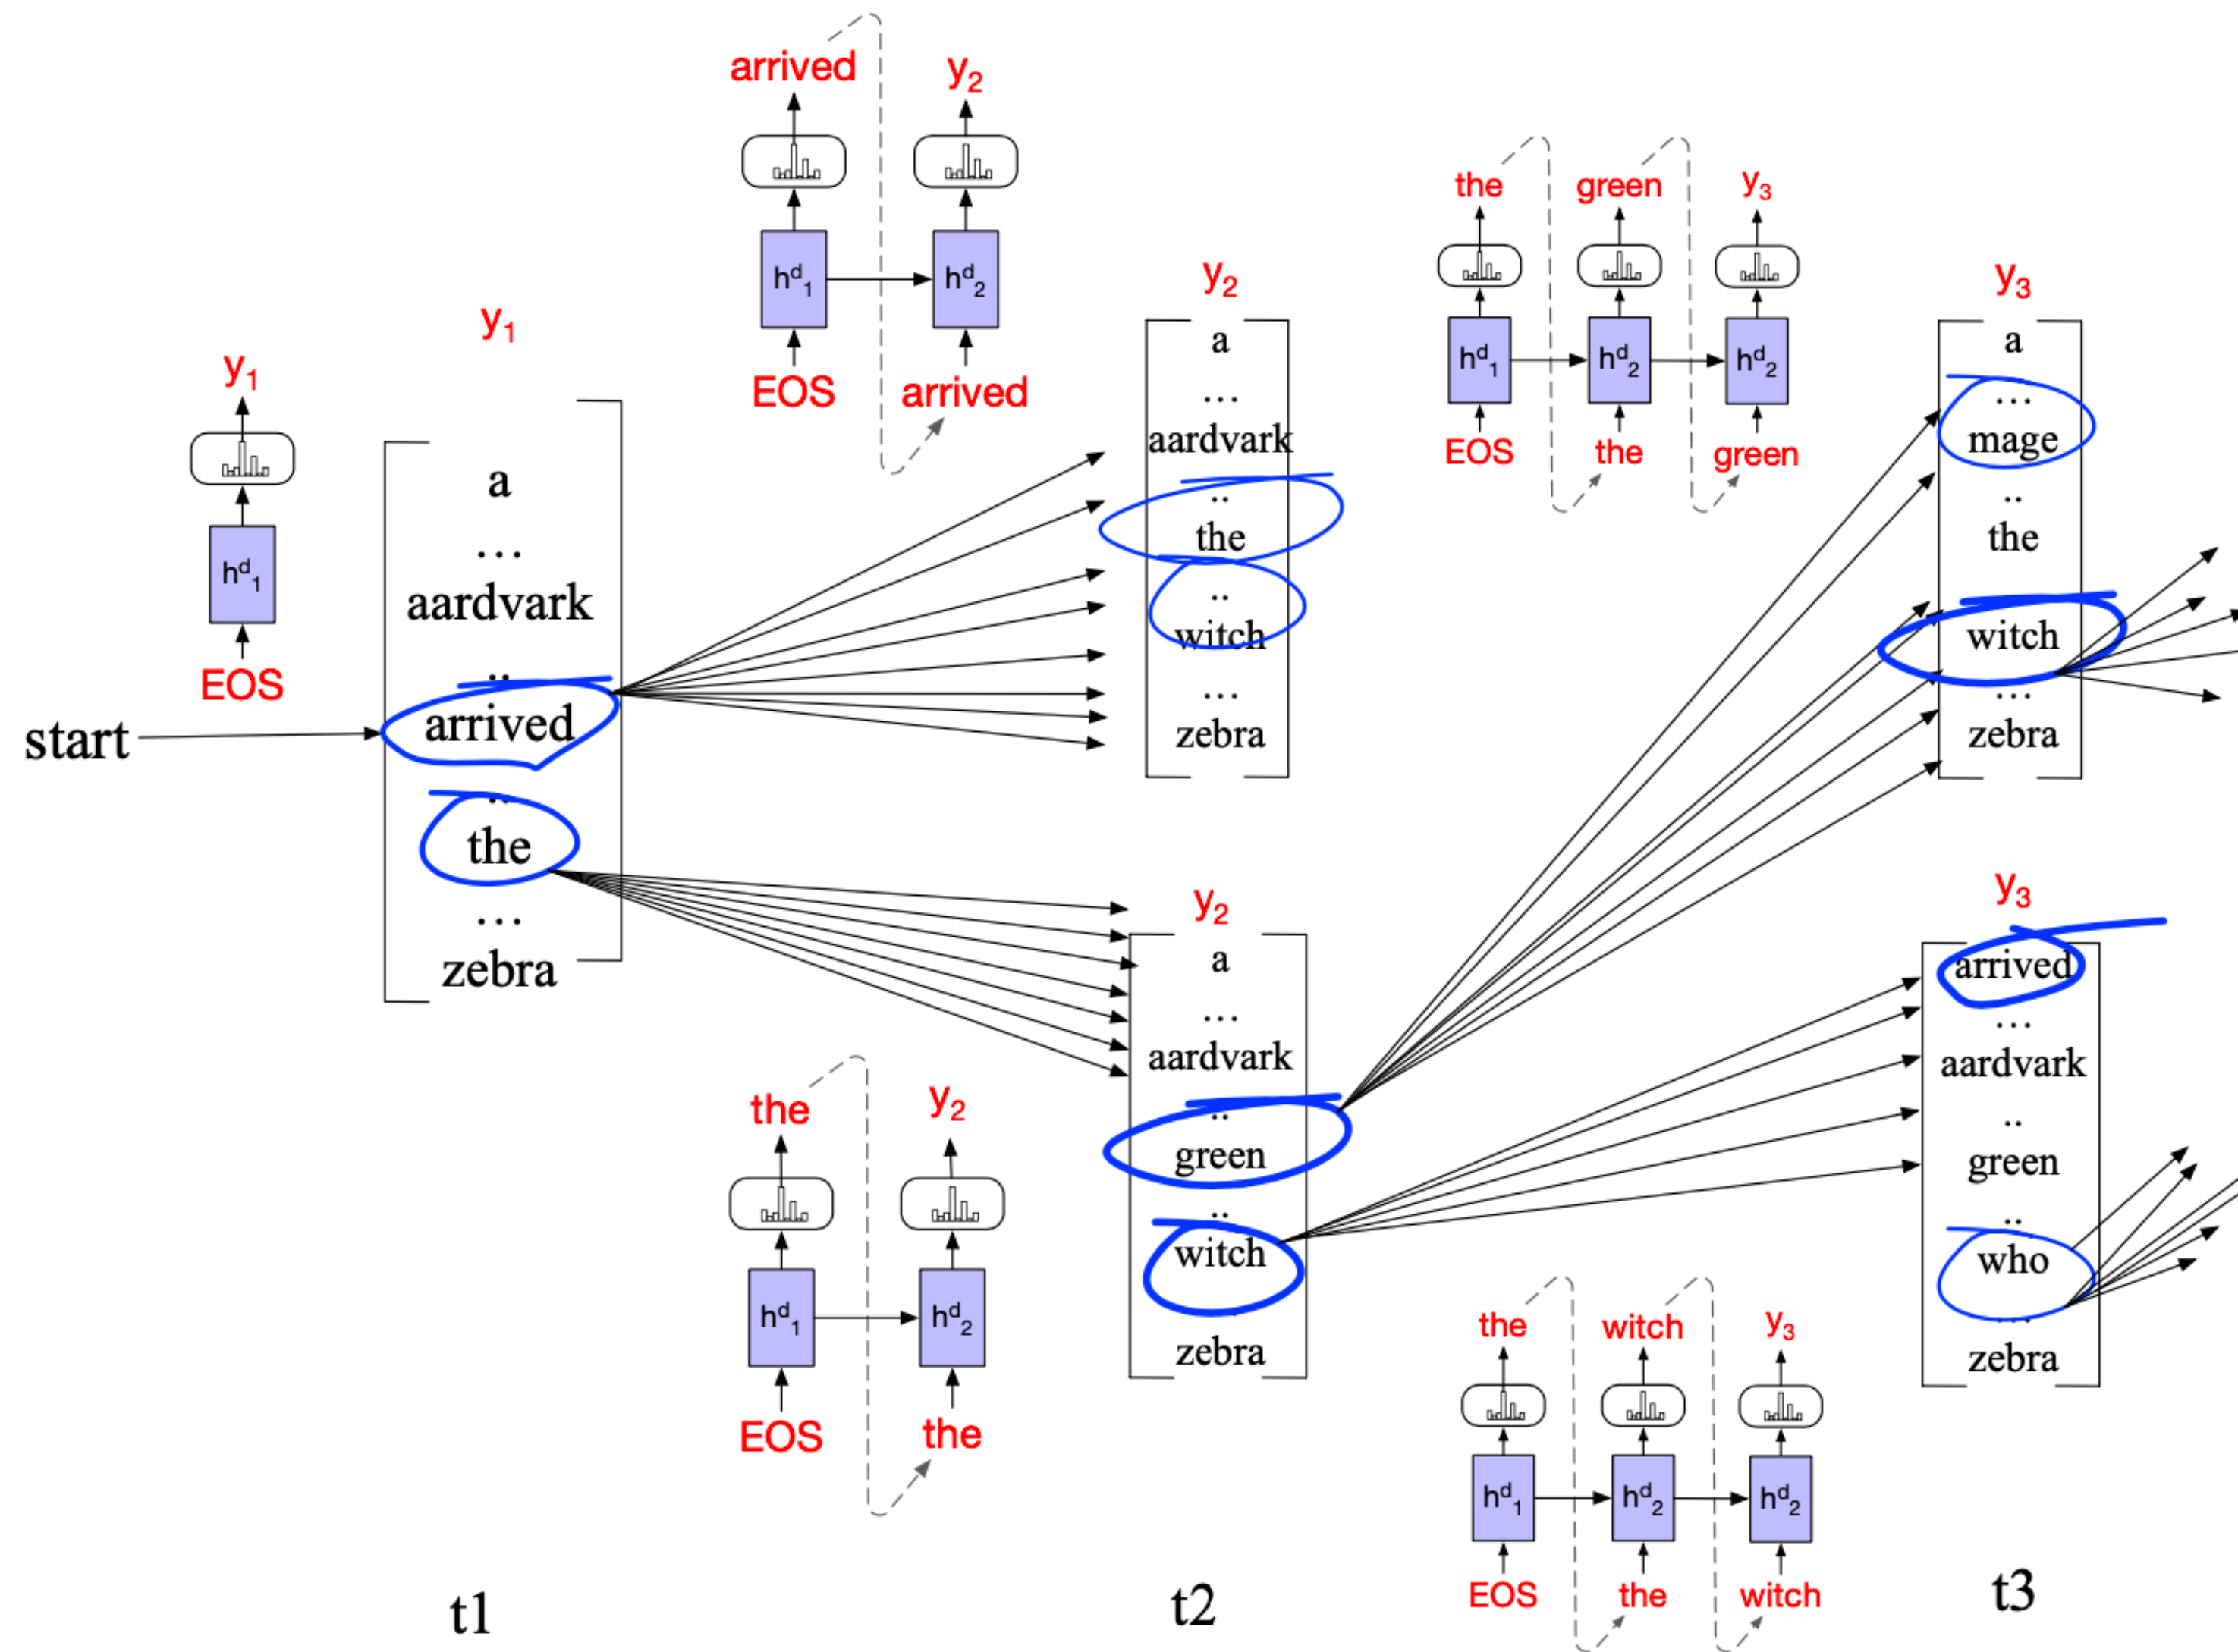 arrived
y2
y1
EOS
hd1
y1
a
...
aardvark
..
arrived
..
the
...
zebra
start
hd1
hd2
EOS
arrived
y2
a
...
aardvark
..
the
..
witch
...
zebra
the
green
y3
hd1
hd2
hd2
EOS
the
green
y3
a
...
mage
..
the
witch
...
zebra
the
y2
hd1
hd2
EOS
the
y2
a
...
aardvark
..
green
..
witch
zebra
y3
arrived
...
aardvark
..
green
..
who
...
zebra
the
witch
y3
hd1
hd2
hd2
EOS
the
witch
t1
t2
t3